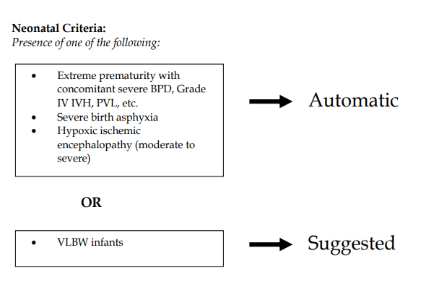 Neonatal Criteria:
Presence of one of the following:
• Extreme prematurity with
concomitant severe BPD, Grade
IV IVH, PVL, etc.
• Severe birth asphyxia
• Hypoxic ischemic
encephalopathy (moderate to
severe)
Automatic
OR
• VLBW infants
Suggested